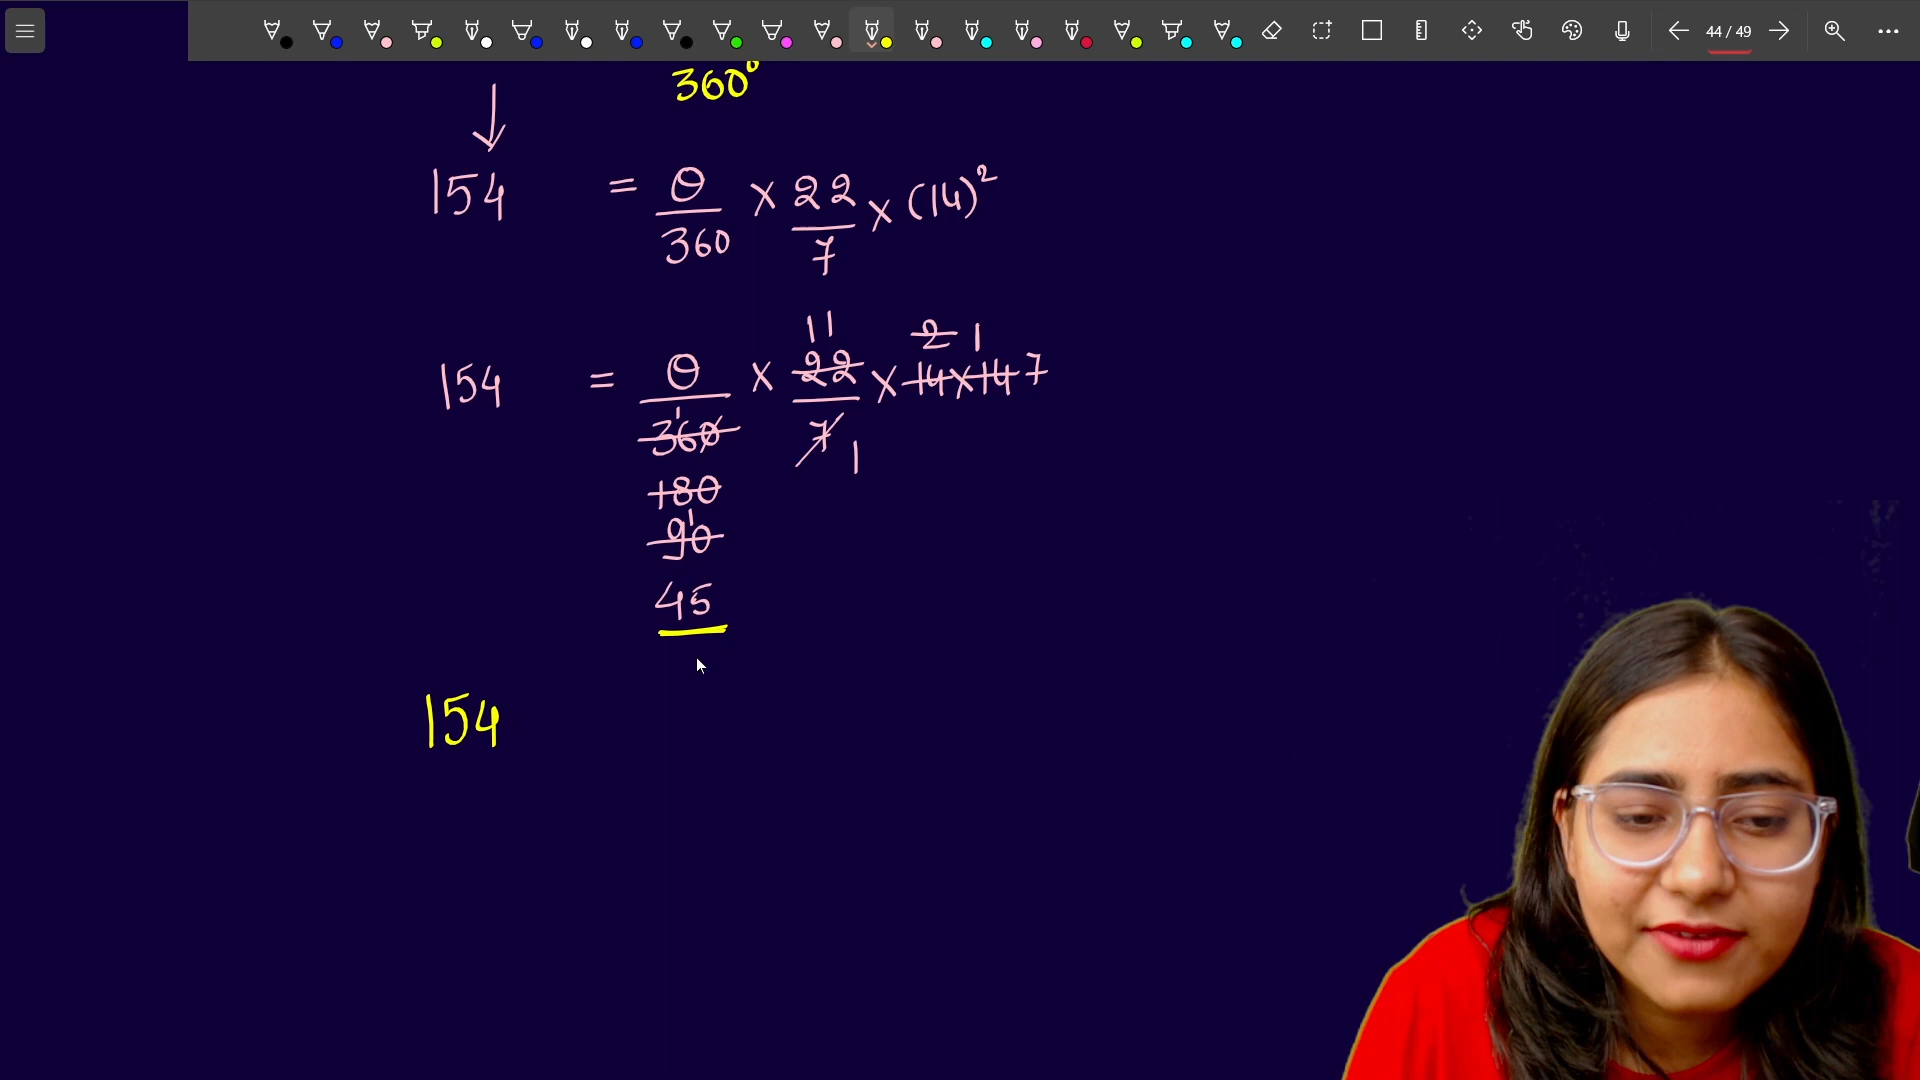 44 / 49
360°
154 = θ/360 × 22/7 × (14)²
11 2 1
154 = θ/360 × 22/7 × 14×14 7
1
1
180
90
1
45
154